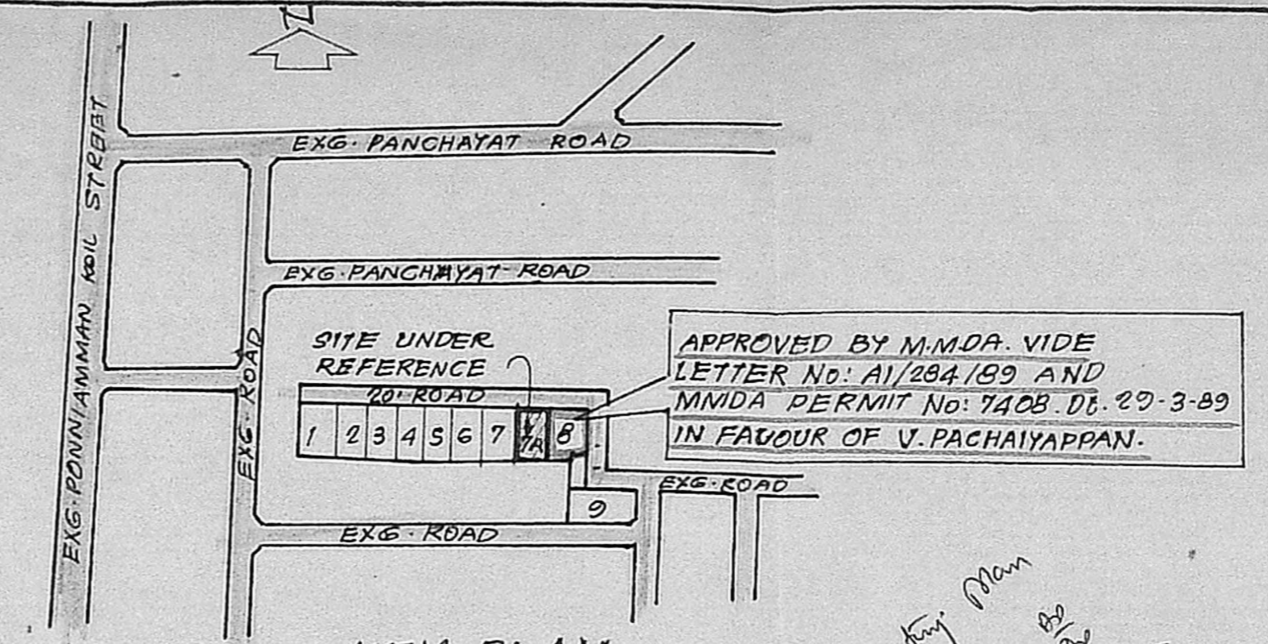 N
EXG. PANCHAYAT ROAD
EXG. PONNIAMMAN KOIL STREET
EXG. PANCHAYAT ROAD
EXG. ROAD
SITE UNDER
REFERENCE
20' ROAD
1 2 3 4 5 6 7 7A 8
APPROVED BY M.M.DA. VIDE
LETTER No: A1/284/89 AND
MMDA PERMIT No: 7408. Dt. 29-3-89
IN FAVOUR OF V. PACHAIYAPPAN.
EXG. ROAD
9
EXG. ROAD
Plan